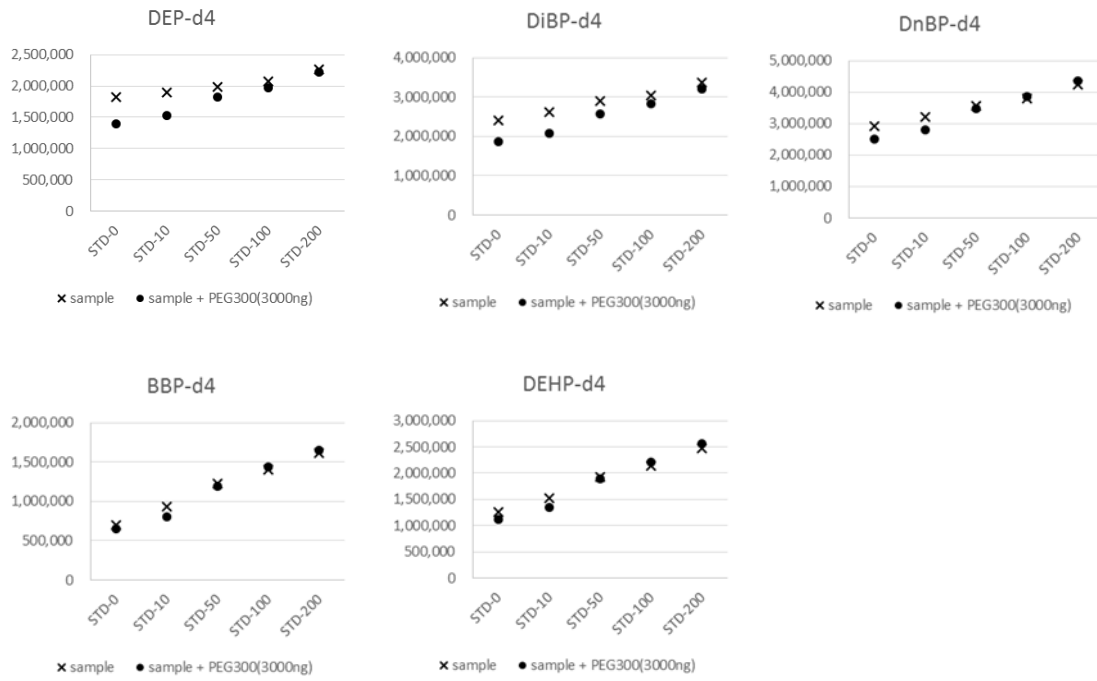 DEP-d4
2,500,000
2,000,000
1,500,000
1,000,000
500,000
0
STD-0 STD-10 STD-50 STD-100 STD-200
× sample ● sample + PEG300(3000ng)
DiBP-d4
4,000,000
3,000,000
2,000,000
1,000,000
0
STD-0 STD-10 STD-50 STD-100 STD-200
× sample ● sample + PEG300(3000ng)
DnBP-d4
5,000,000
4,000,000
3,000,000
2,000,000
1,000,000
0
STD-0 STD-10 STD-50 STD-100 STD-200
× sample ● sample + PEG300(3000ng)
BBP-d4
2,000,000
1,500,000
1,000,000
500,000
0
STD-0 STD-10 STD-50 STD-100 STD-200
× sample ● sample + PEG300(3000ng)
DEHP-d4
3,000,000
2,500,000
2,000,000
1,500,000
1,000,000
500,000
0
STD-0 STD-10 STD-50 STD-100 STD-200
× sample ● sample + PEG300(3000ng)